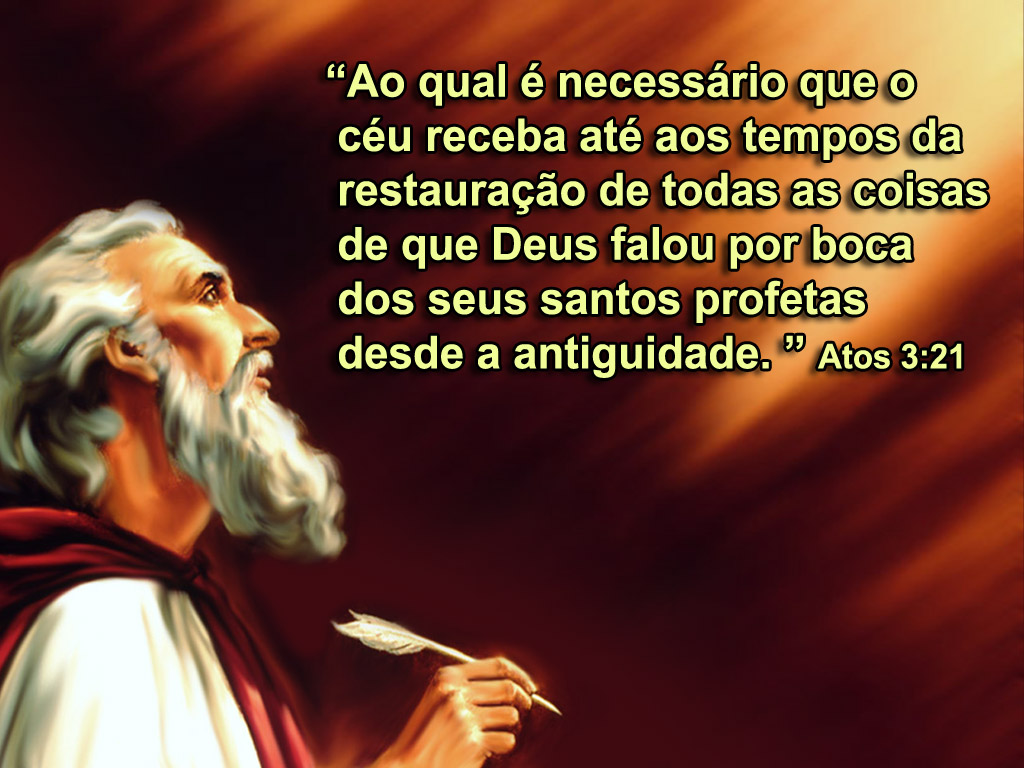 “Ao qual é necessário que o
céu receba até aos tempos da
restauração de todas as coisas
de que Deus falou por boca
dos seus santos profetas
desde a antiguidade. ” Atos 3:21